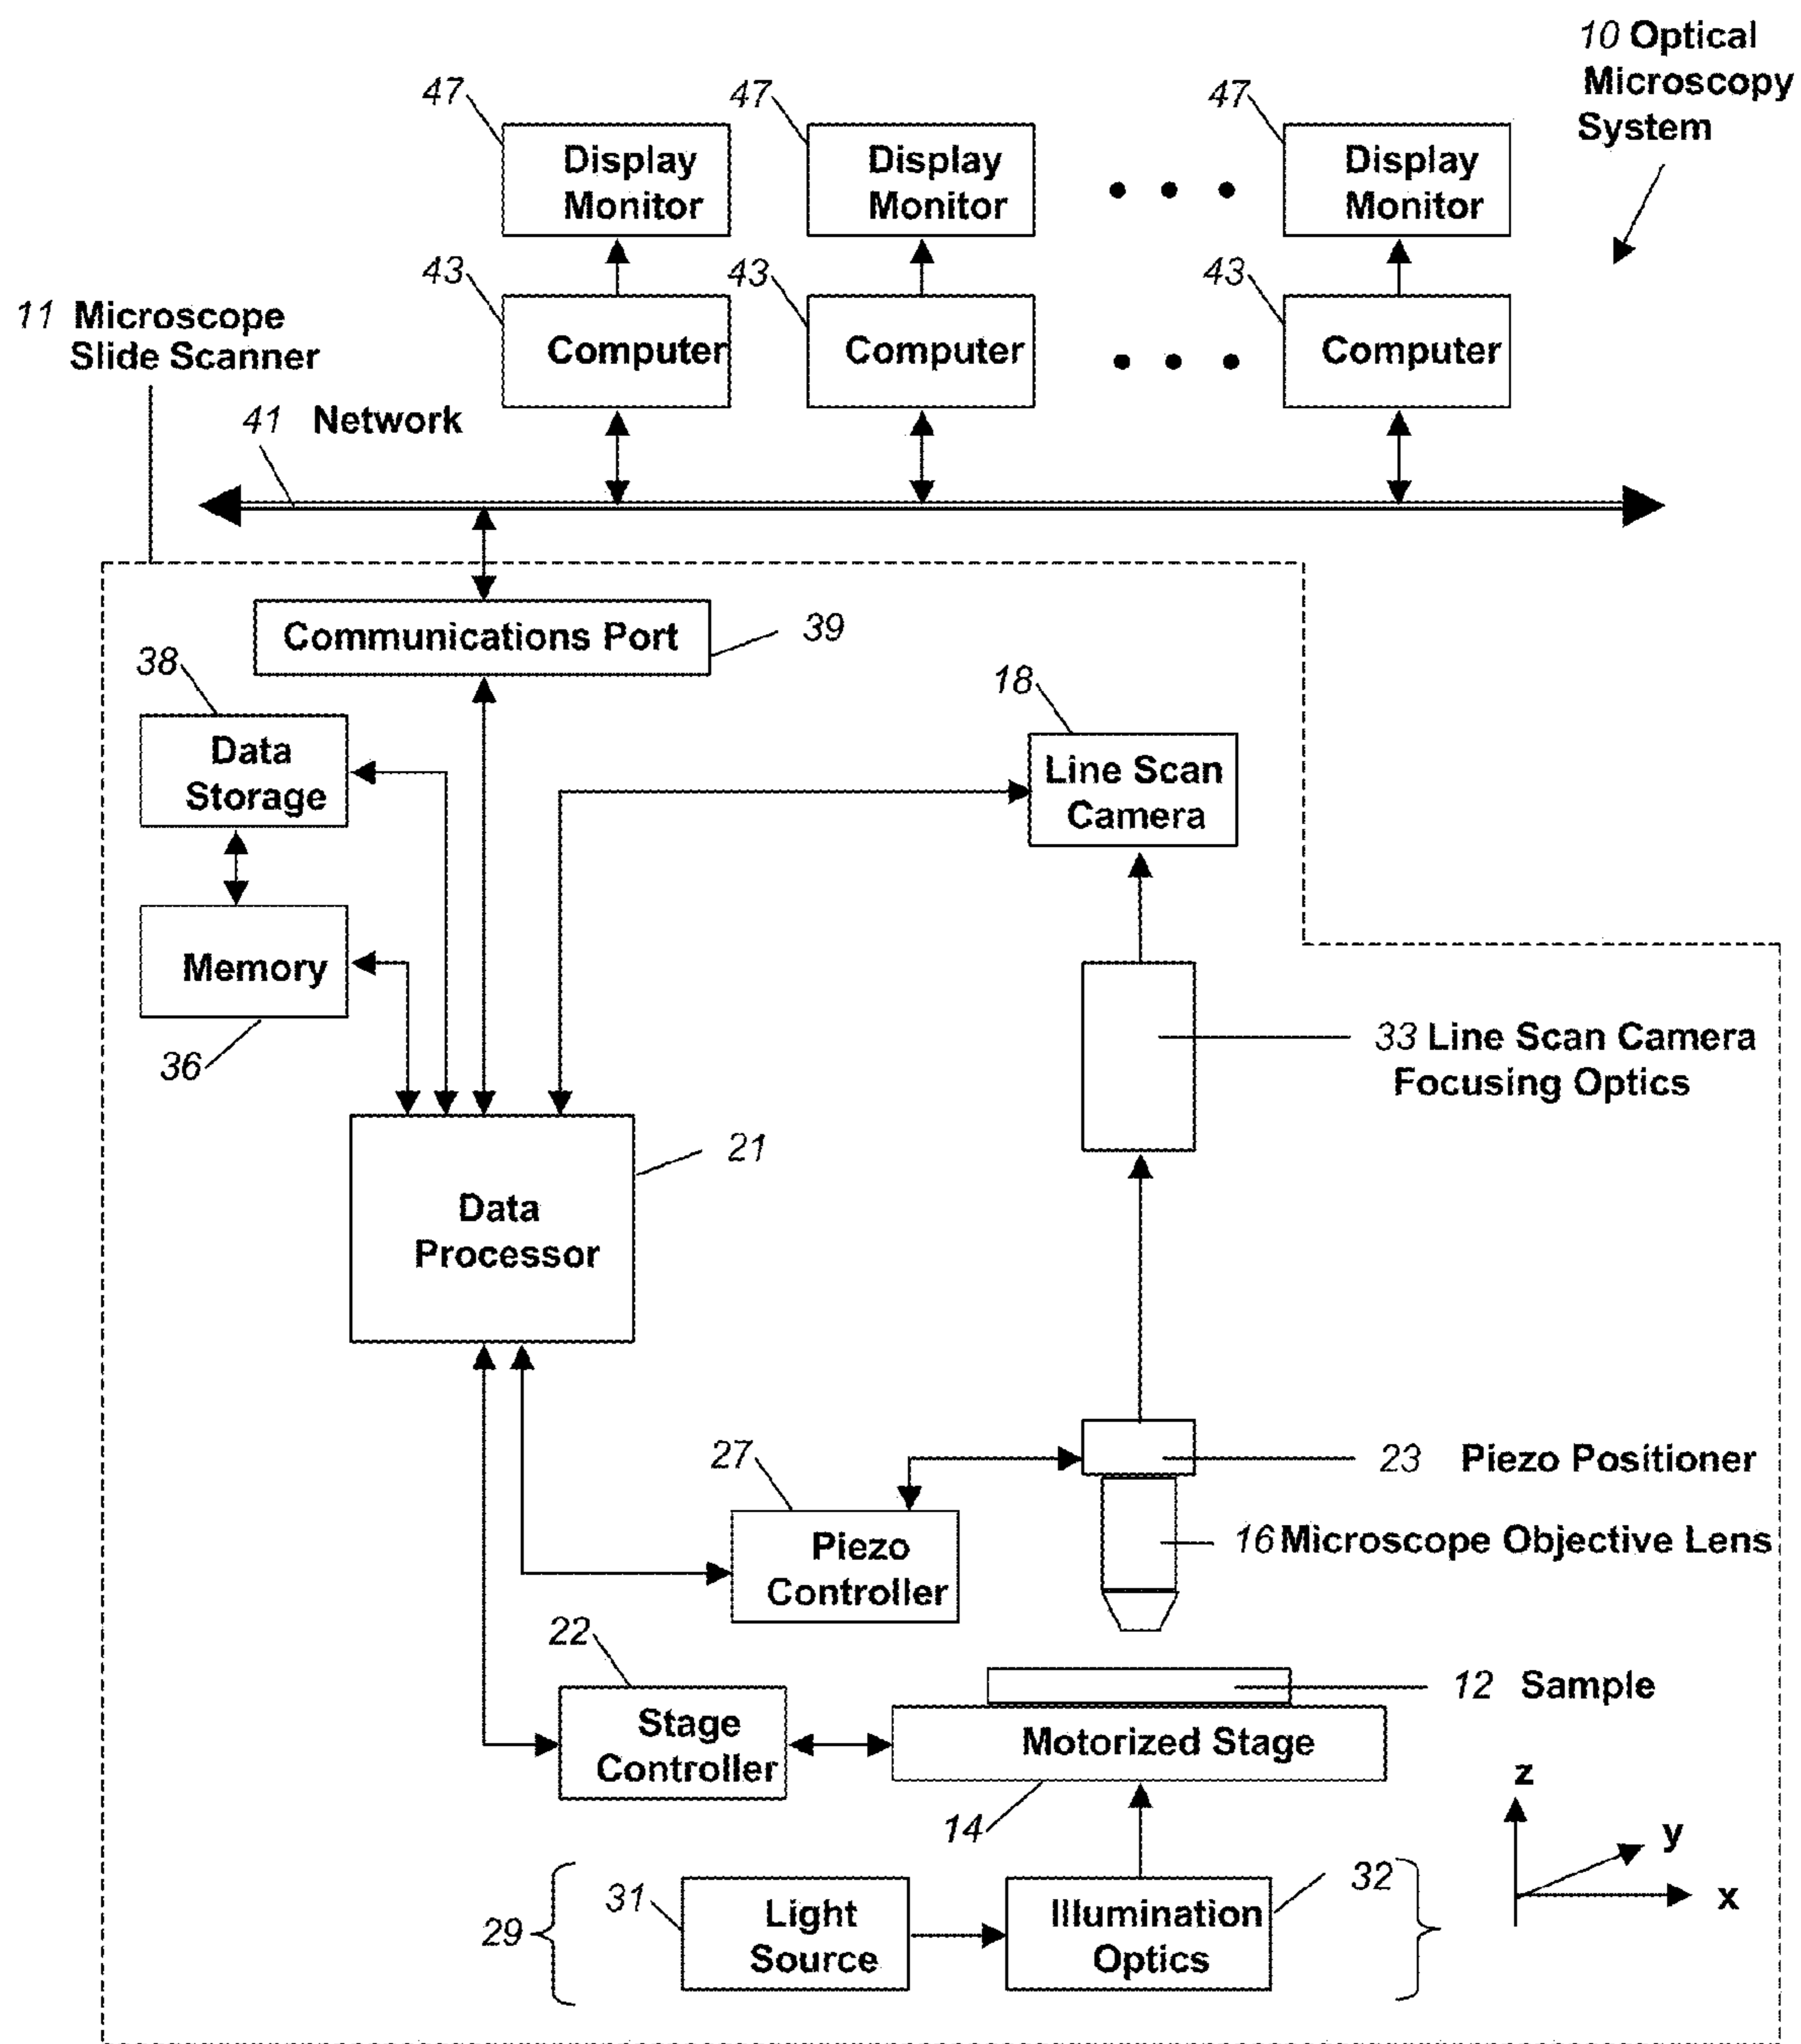 10 Optical
Microscopy
System
47 47 47
Display Display Display
Monitor Monitor Monitor
43 43 43
Computer Computer Computer
11 Microscope
Slide Scanner
41 Network
Communications Port 39
38
Data
Storage
18
Line Scan
Camera
Memory
36
33 Line Scan Camera
Focusing Optics
21
Data
Processor
27
Piezo
Controller
23 Piezo Positioner
16 Microscope Objective Lens
22
Stage
Controller
12 Sample
Motorized Stage
14
z
y
x
29
31
Light
Source
Illumination
Optics
32